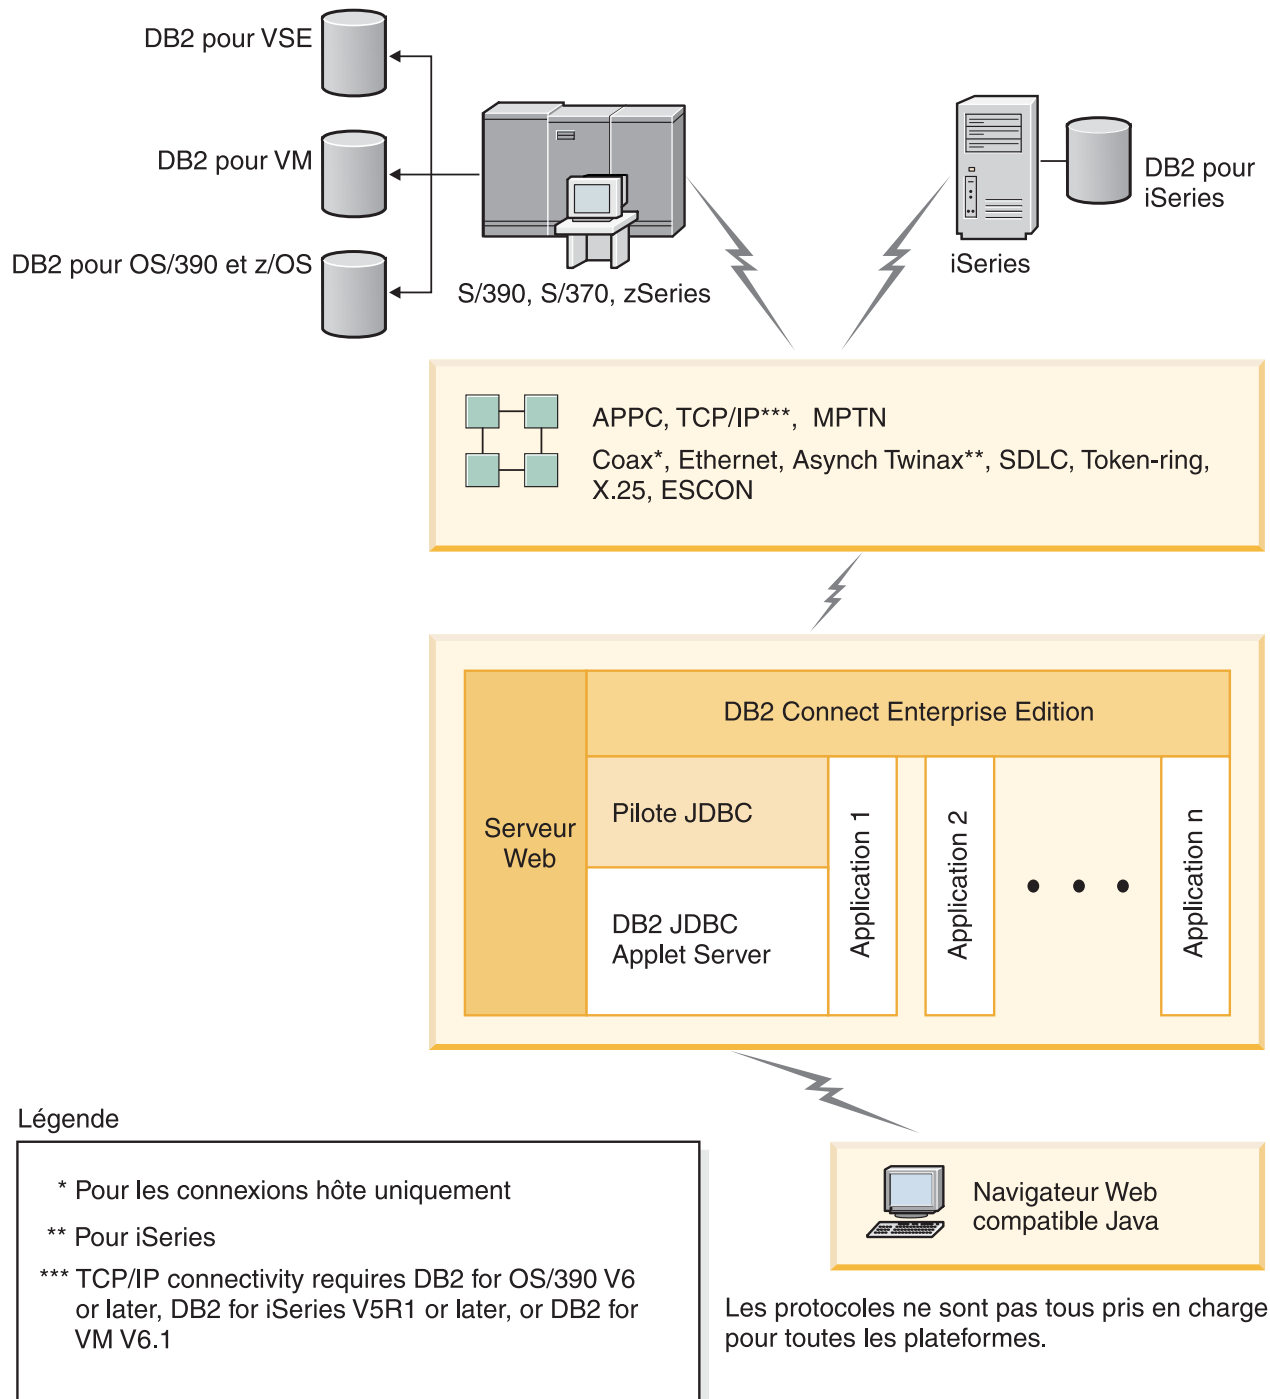 DB2 pour VSE
DB2 pour VM
DB2 pour OS/390 et z/OS
S/390, S/370, zSeries
DB2 pour
iSeries
iSeries
APPC, TCP/IP***, MPTN
Coax*, Ethernet, Asynch Twinax**, SDLC, Token-ring,
X.25, ESCON
DB2 Connect Enterprise Edition
Serveur
Web
Pilote JDBC
DB2 JDBC
Applet Server
Application 1
Application 2
Application n
Légende
* Pour les connexions hôte uniquement
** Pour iSeries
*** TCP/IP connectivity requires DB2 for OS/390 V6
or later, DB2 for iSeries V5R1 or later, or DB2 for
VM V6.1
Navigateur Web
compatible Java
Les protocoles ne sont pas tous pris en charge
pour toutes les plateformes.